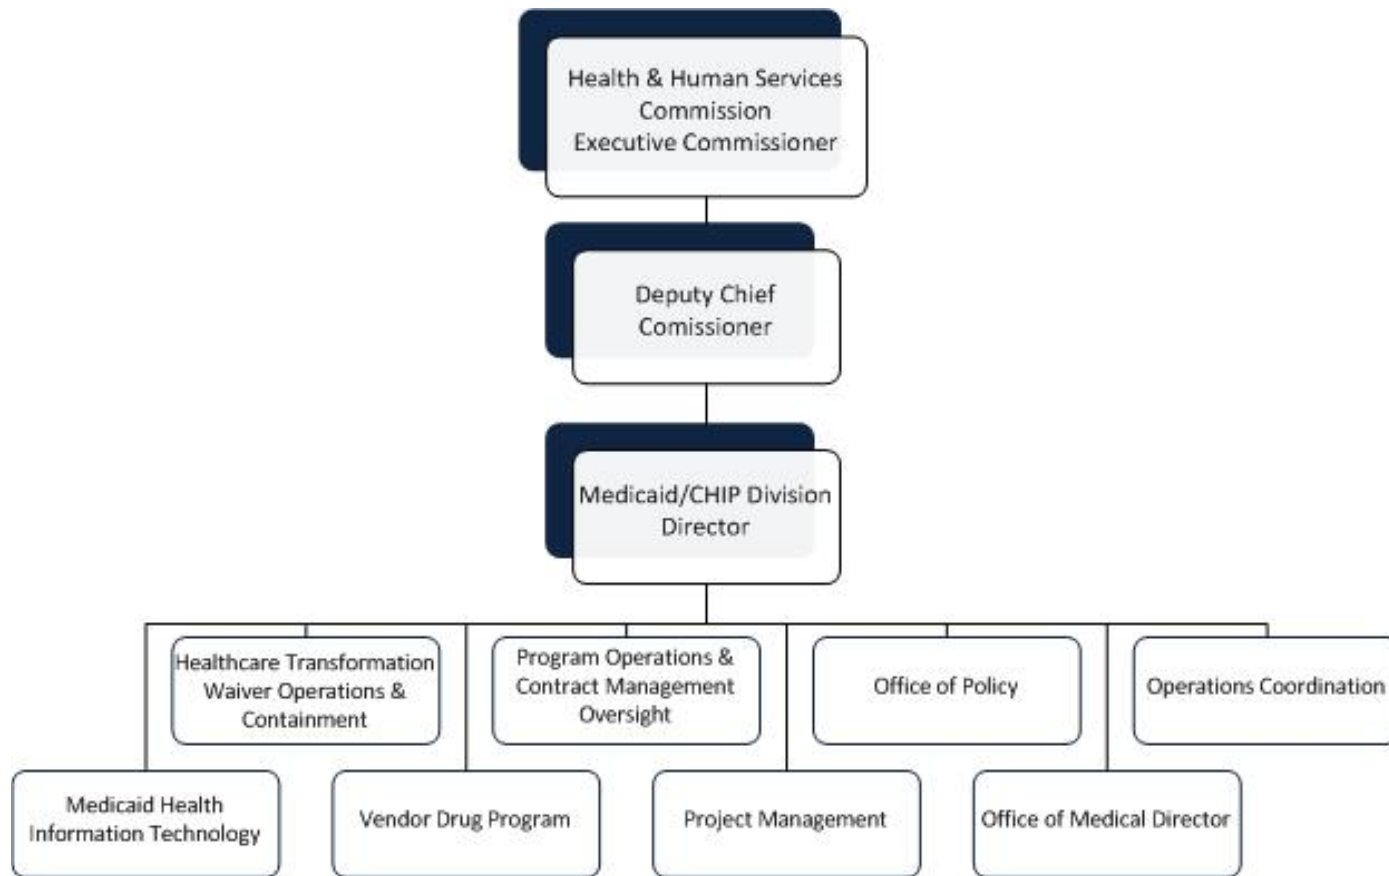 Health & Human Services
Commission
Executive Commissioner
Deputy Chief
Comissioner
Medicaid/CHIP Division
Director
Healthcare Transformation
Waiver Operations &
Containment
Program Operations &
Contract Management
Oversight
Office of Policy
Operations Coordination
Medicaid Health
Information Technology
Vendor Drug Program
Project Management
Office of Medical Director